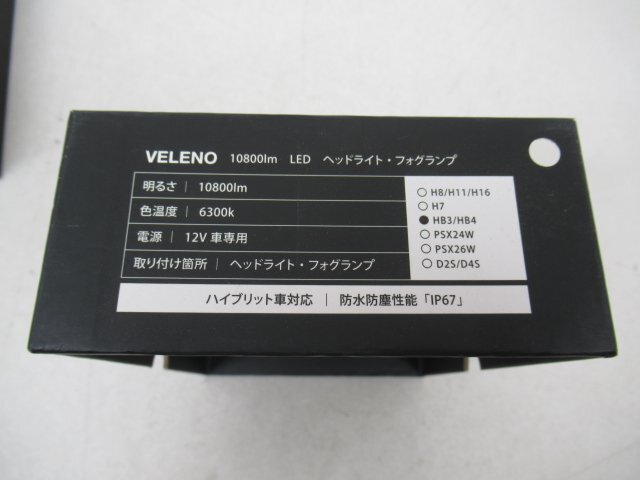 VELENO 10800lm LED ヘッドライト・フォグランプ
明るさ | 10800lm
色温度 | 6300k
電源 | 12V 車専用
取り付け箇所 | ヘッドライト・フォグランプ
○ H8/H11/H16
○ H7
● HB3/HB4
○ PSX24W
○ PSX26W
○ D2S/D4S
ハイブリット車対応 | 防水防塵性能「IP67」